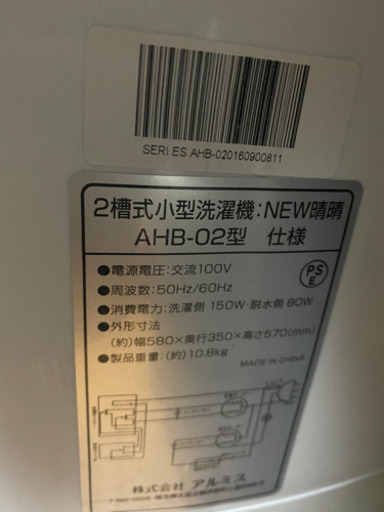 SERIES AHB-020160900811
2槽式小型洗濯機:NEW晴晴
AHB-02型 仕様
●電源電圧:交流100V
●周波数:50Hz/60Hz
●消費電力:洗濯側 150W・脱水側 80W
●外形寸法
(約)幅580×奥行350×高さ570(mm)
●製品重量:(約)10.8kg
PS
E
MADE IN CHINA
株式会社 アルミス